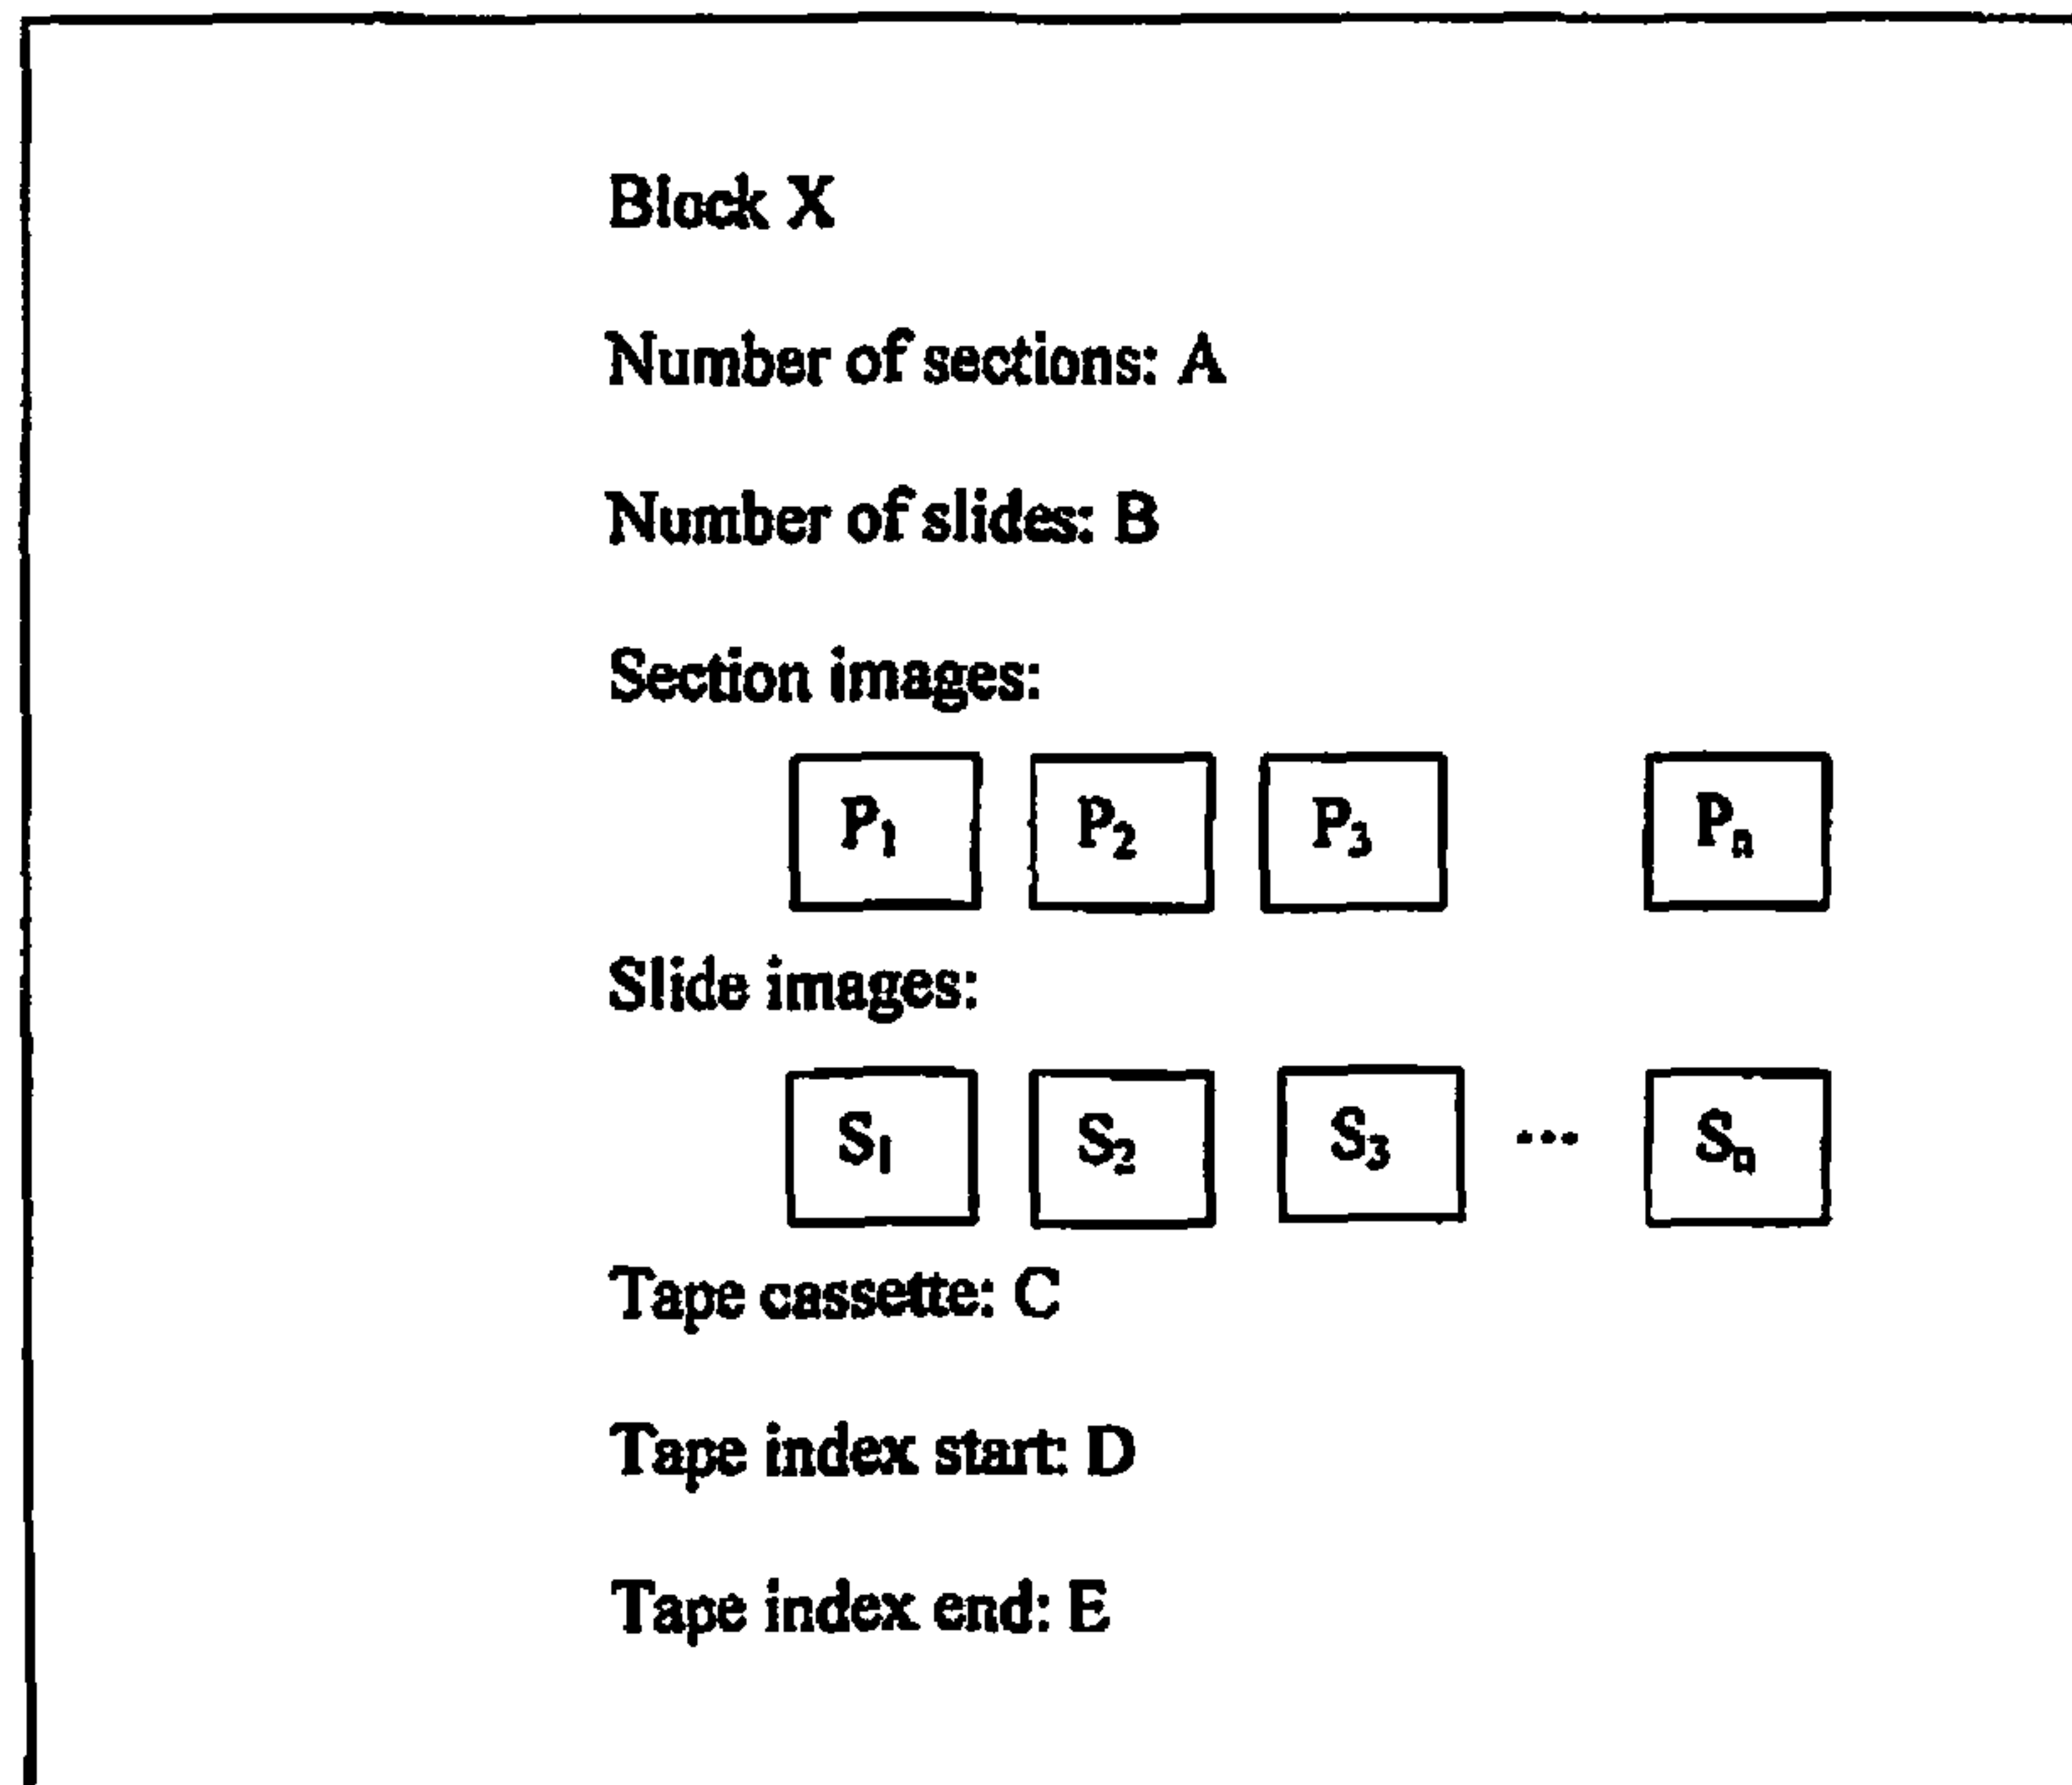 Block X
Number of sections: A
Number of slides: B
Section images:
P₁ P₂ P₃ Pₙ
Slide images:
S₁ S₂ S₃ ... Sₙ
Tape cassette: C
Tape index start: D
Tape index end: E